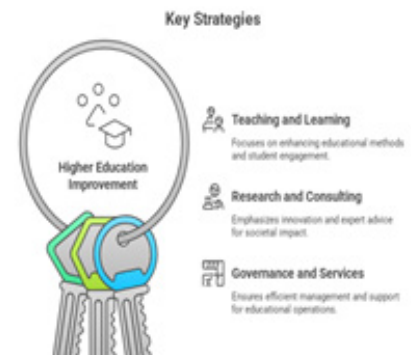 Key Strategies
Higher Education
Improvement
Teaching and Learning
Focuses on enhancing educational methods
and student engagement.
Research and Consulting
Emphasizes innovation and expert advice
for societal impact.
Governance and Services
Ensures efficient management and support
for educational operations.